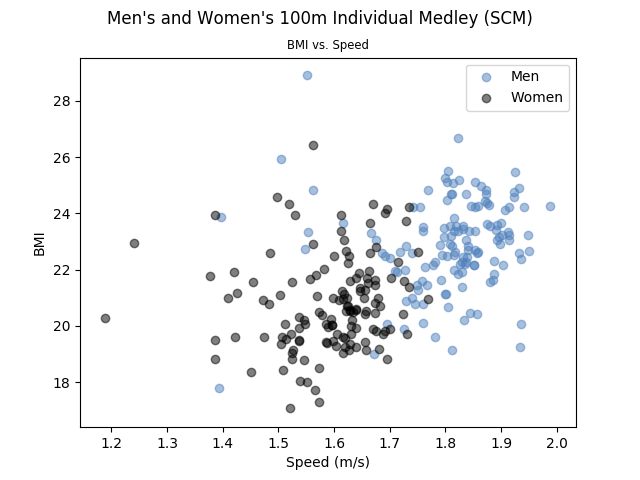 Men's and Women's 100m Individual Medley (SCM)
BMI vs. Speed
Men
Women
28
26
24
22
20
18
BMI
1.2 1.3 1.4 1.5 1.6 1.7 1.8 1.9 2.0
Speed (m/s)